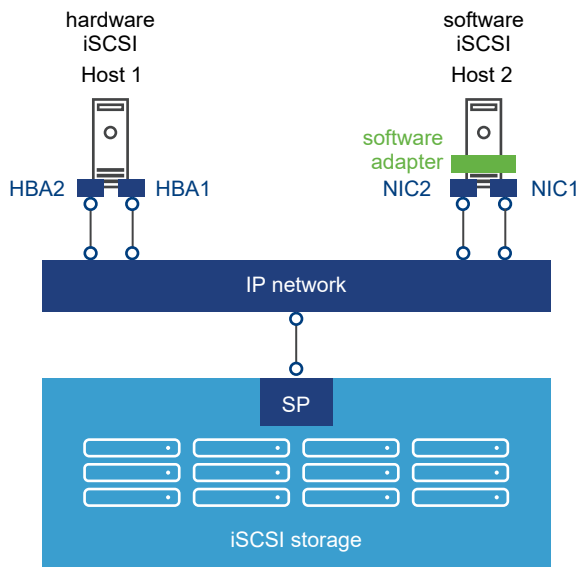 hardware
iSCSI
Host 1
software
iSCSI
Host 2
software
adapter
HBA2
HBA1
NIC2
NIC1
IP network
SP
iSCSI storage